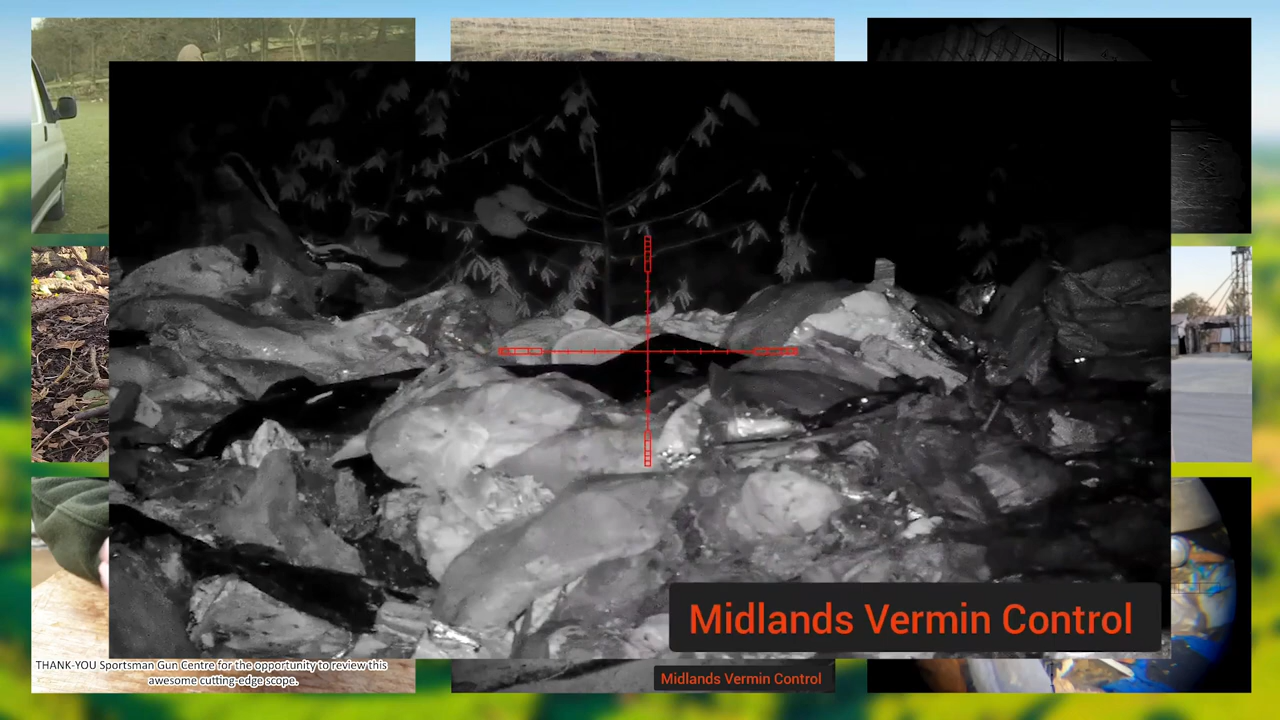 Midlands Vermin Control
THANK-YOU Sportsman Gun Centre for the opportunity to review this
awesome cutting-edge scope.
Midlands Vermin Control